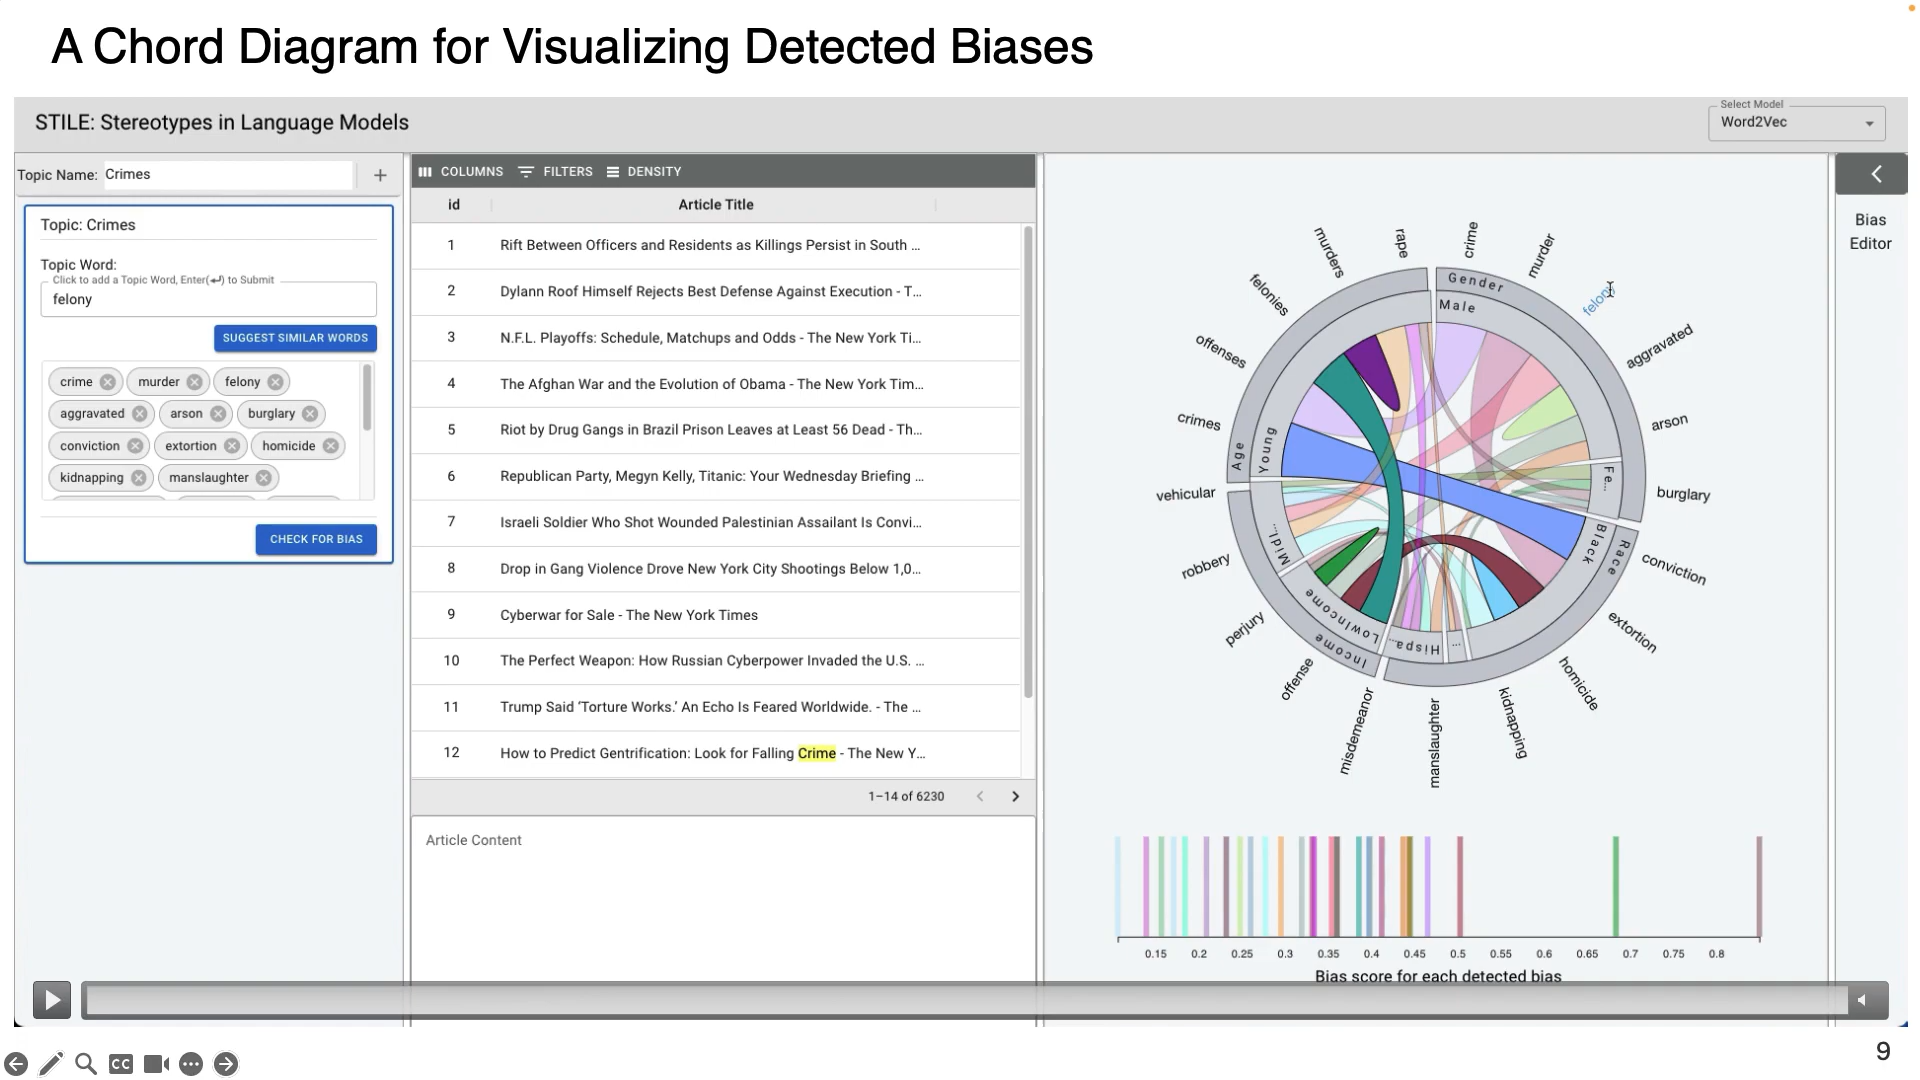 A Chord Diagram for Visualizing Detected Biases
STILE: Stereotypes in Language Models
Select Model
Word2Vec
Topic Name: Crimes
+
Topic: Crimes
Topic Word:
Click to add a Topic Word, Enter(↵) to Submit
felony
SUGGEST SIMILAR WORDS
crime murder felony
aggravated arson burglary
conviction extortion homicide
kidnapping manslaughter
CHECK FOR BIAS
COLUMNS FILTERS DENSITY
id Article Title
1 Rift Between Officers and Residents as Killings Persist in South ...
2 Dylann Roof Himself Rejects Best Defense Against Execution - T...
3 N.F.L. Playoffs: Schedule, Matchups and Odds - The New York Ti...
4 The Afghan War and the Evolution of Obama - The New York Tim...
5 Riot by Drug Gangs in Brazil Prison Leaves at Least 56 Dead - Th...
6 Republican Party, Megyn Kelly, Titanic: Your Wednesday Briefing ...
7 Israeli Soldier Who Shot Wounded Palestinian Assailant Is Convi...
8 Drop in Gang Violence Drove New York City Shootings Below 1,0...
9 Cyberwar for Sale - The New York Times
10 The Perfect Weapon: How Russian Cyberpower Invaded the U.S. ...
11 Trump Said ‘Torture Works.’ An Echo Is Feared Worldwide. - The ...
12 How to Predict Gentrification: Look for Falling Crime - The New Y...
1–14 of 6230
Article Content
crime
murder
felony
aggravated
arson
burglary
conviction
extortion
homicide
kidnapping
manslaughter
misdemeanor
offense
perjury
robbery
vehicular
crimes
offenses
felonies
murders
rape
Gender
Male
Fe...
Race
Black
...
Hispa...
Income
LowIncome
Age
Midl...
Young
0.15 0.2 0.25 0.3 0.35 0.4 0.45 0.5 0.55 0.6 0.65 0.7 0.75 0.8
Bias score for each detected bias
Bias
Editor
CC
9